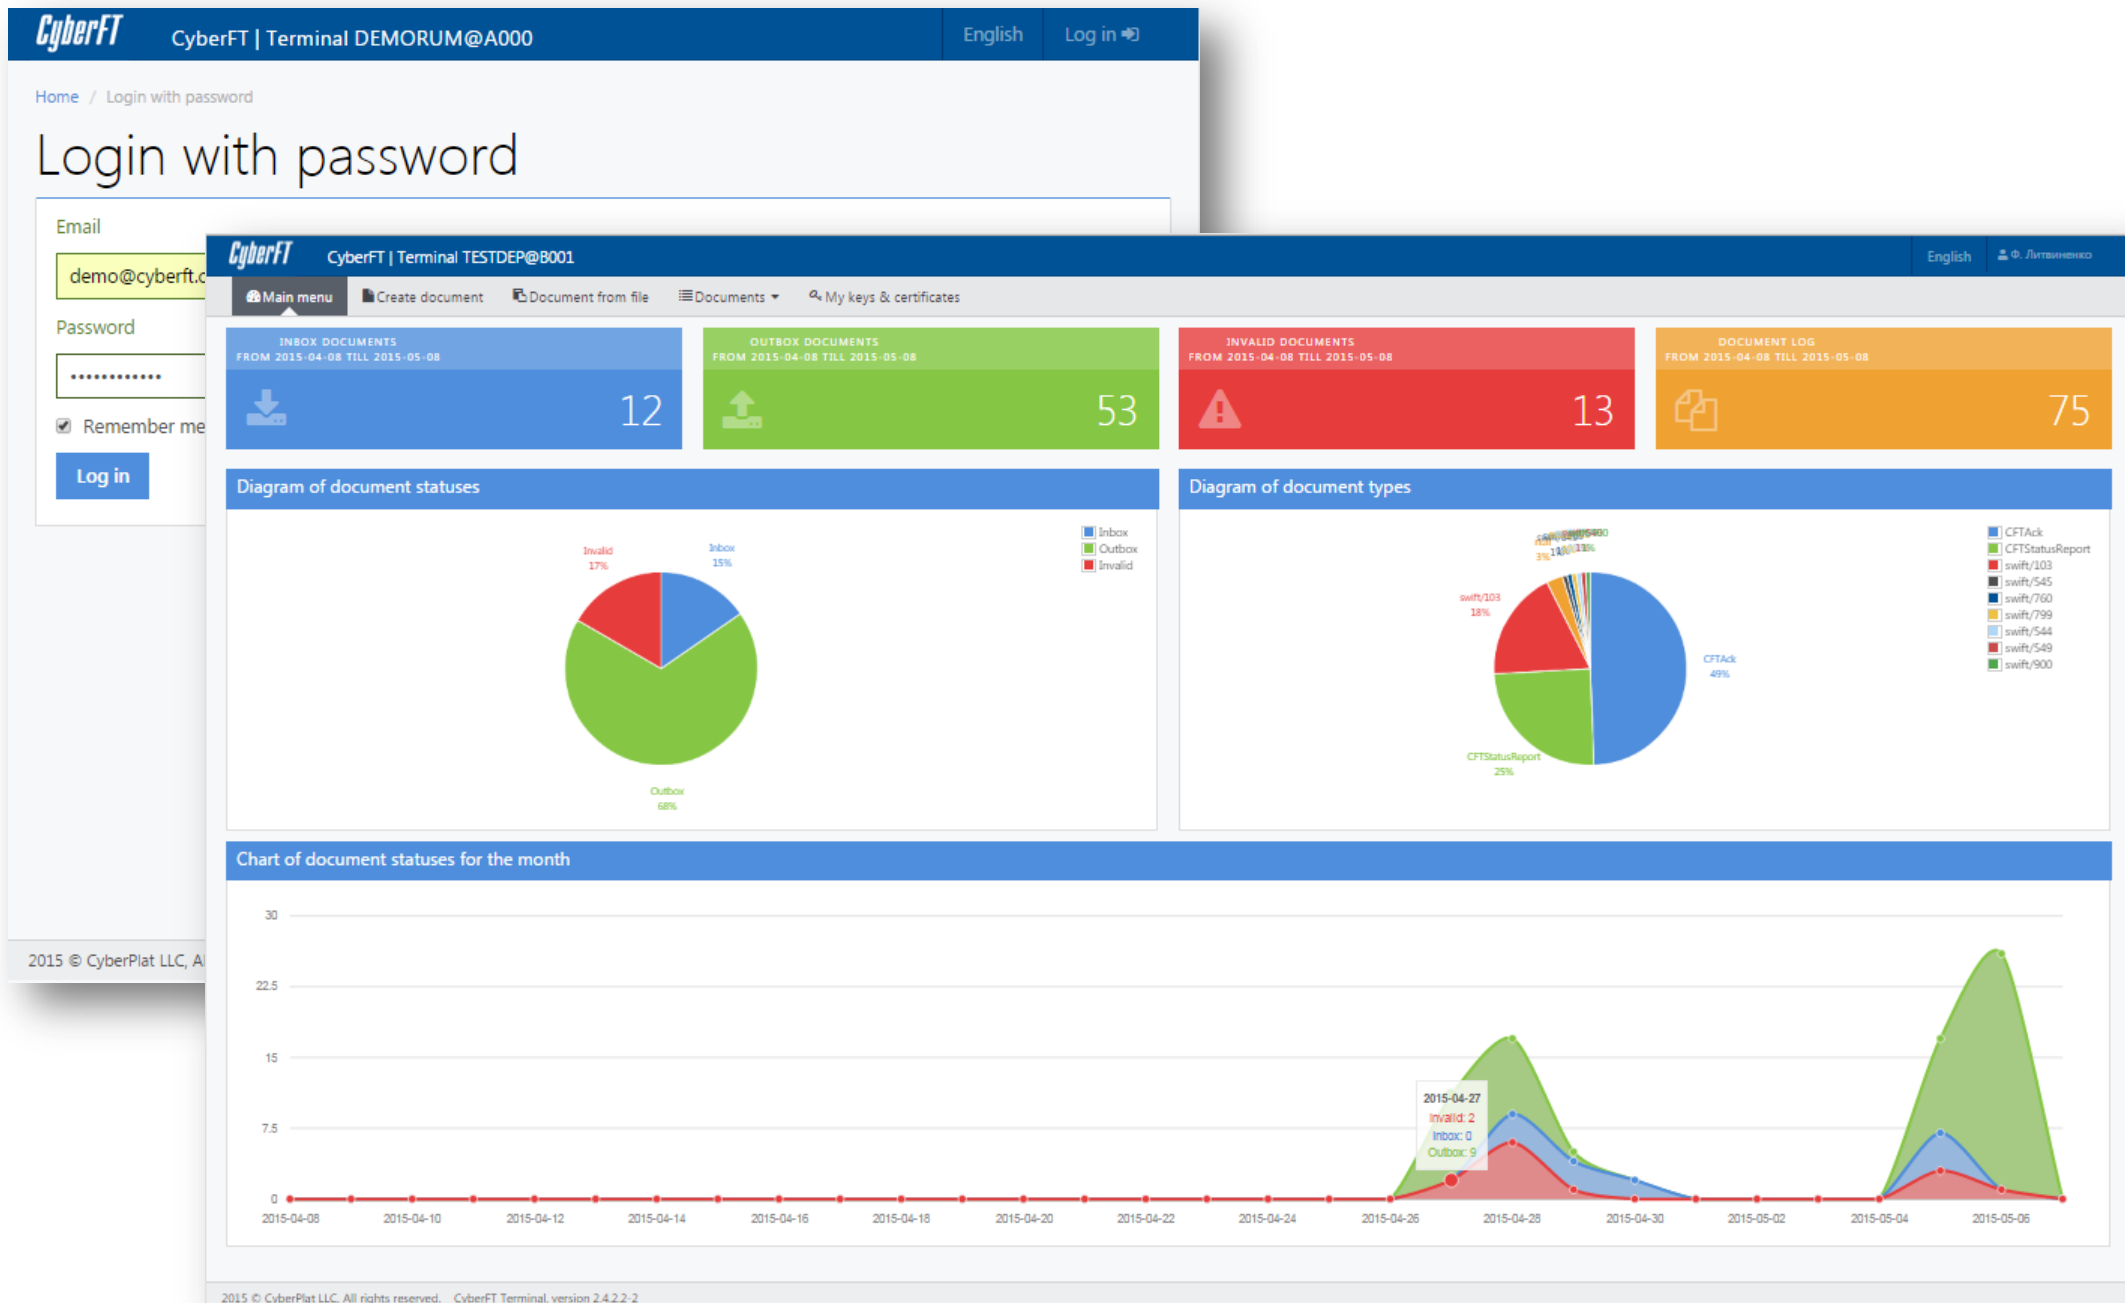 CyberFT
CyberFT | Terminal DEMORUM@A000
English
Log in
Home / Login with password
Login with password
Email
demo@cyberft.c
Password
••••••••••••
Remember me
Log in
2015 © CyberPlat LLC, A
CyberFT
CyberFT | Terminal TESTDEP@B001
English
Ф. Литвиненко
Main menu
Create document
Document from file
Documents
My keys & certificates
INBOX DOCUMENTS
FROM 2015-04-08 TILL 2015-05-08
12
OUTBOX DOCUMENTS
FROM 2015-04-08 TILL 2015-05-08
53
INVALID DOCUMENTS
FROM 2015-04-08 TILL 2015-05-08
13
DOCUMENT LOG
FROM 2015-04-08 TILL 2015-05-08
75
Diagram of document statuses
Invalid
17%
Inbox
15%
Outbox
68%
Inbox
Outbox
Invalid
Diagram of document types
3%
swift/103
18%
CFTAck
49%
CFTStatusReport
25%
CFTAck
CFTStatusReport
swift/103
swift/545
swift/760
swift/799
swift/544
swift/549
swift/900
Chart of document statuses for the month
30
22.5
15
7.5
0
2015-04-27
Invalid: 2
Inbox: 0
Outbox: 9
2015-04-08
2015-04-10
2015-04-12
2015-04-14
2015-04-16
2015-04-18
2015-04-20
2015-04-22
2015-04-24
2015-04-26
2015-04-28
2015-04-30
2015-05-02
2015-05-04
2015-05-06
2015 © CyberPlat LLC, All rights reserved. CyberFT Terminal, version 2.4.2.2-2